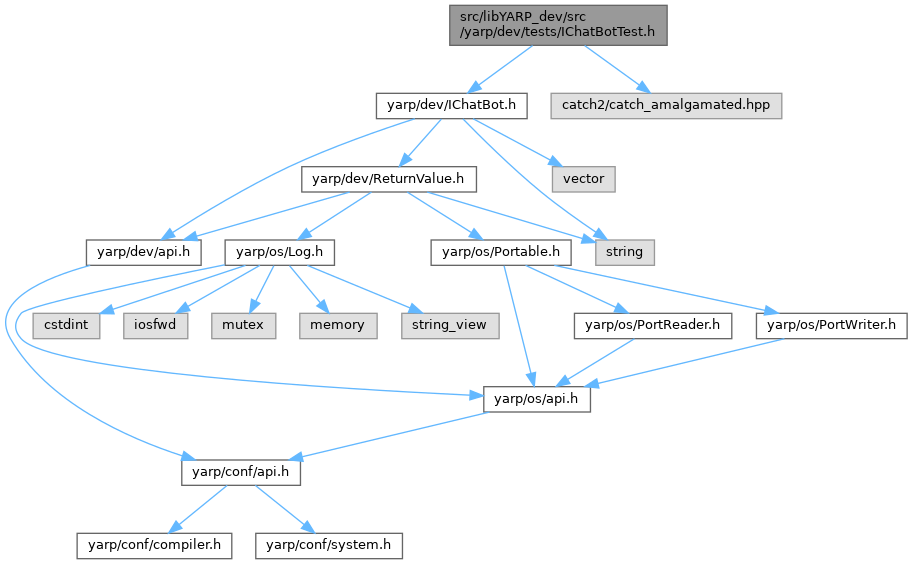 src/libYARP_dev/src
/yarp/dev/tests/IChatBotTest.h
yarp/dev/IChatBot.h
catch2/catch_amalgamated.hpp
yarp/dev/ReturnValue.h
vector
yarp/dev/api.h
yarp/os/Log.h
yarp/os/Portable.h
string
cstdint
iosfwd
mutex
memory
string_view
yarp/os/PortReader.h
yarp/os/PortWriter.h
yarp/os/api.h
yarp/conf/api.h
yarp/conf/compiler.h
yarp/conf/system.h